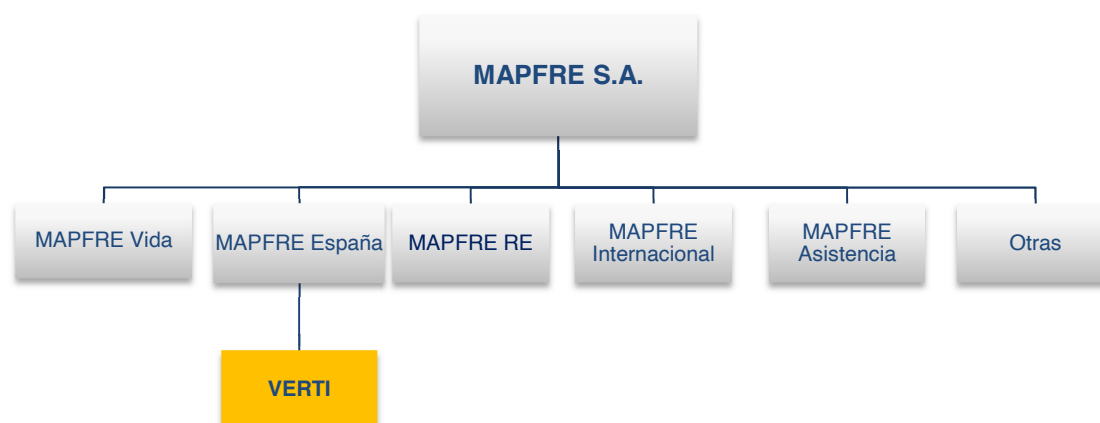 MAPFRE S.A.
MAPFRE Vida
MAPFRE España
MAPFRE RE
MAPFRE
Internacional
MAPFRE
Asistencia
Otras
VERTI